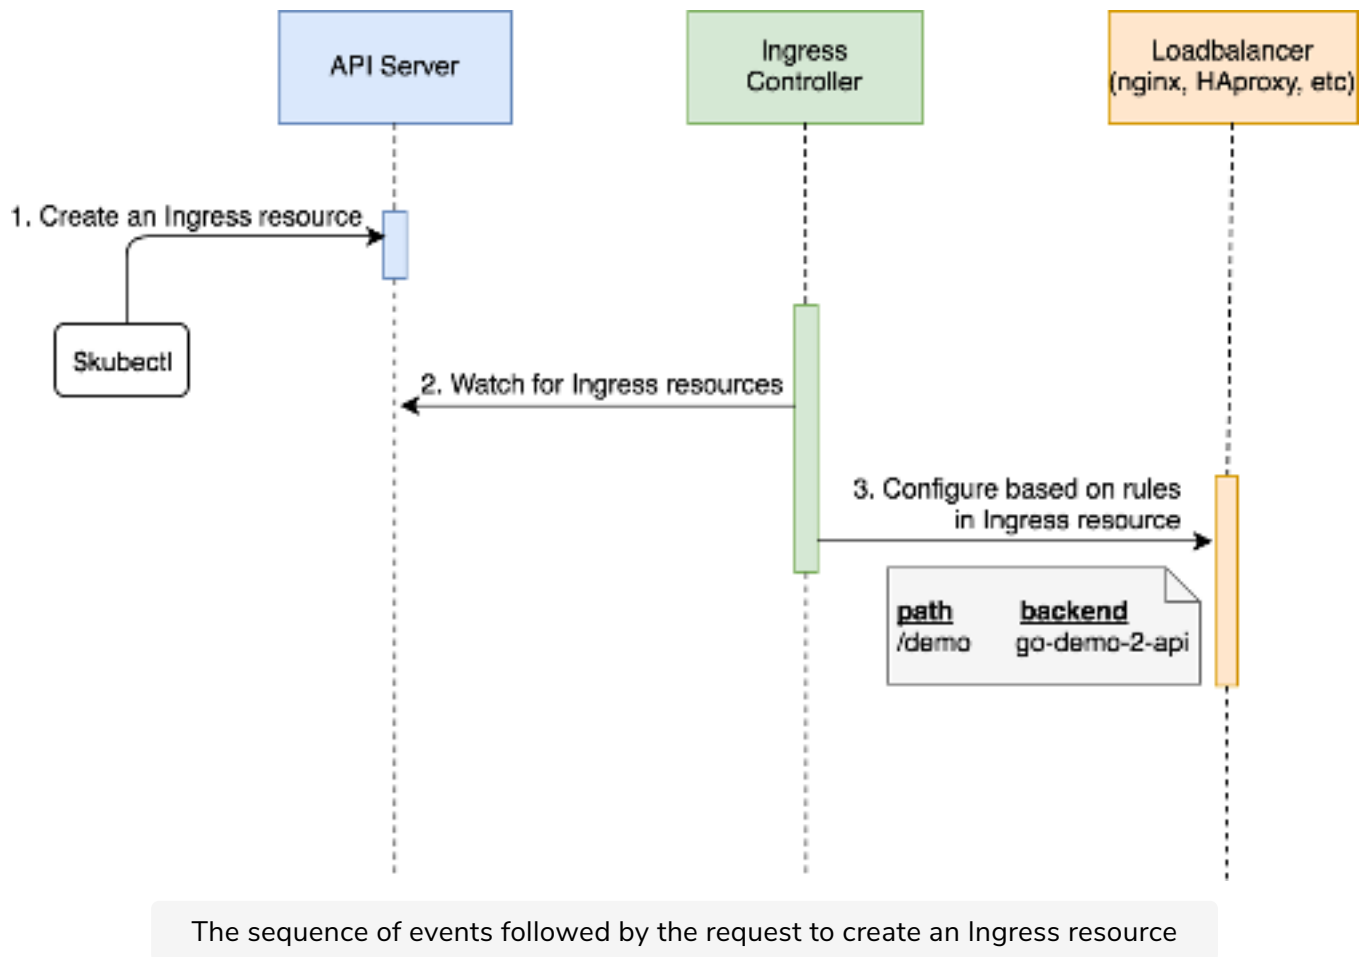 API Server
Ingress
Controller
Loadbalancer
(nginx, HAproxy, etc)
1. Create an Ingress resource
$kubectl
2. Watch for Ingress resources
3. Configure based on rules
in Ingress resource
path backend
/demo go-demo-2-api
The sequence of events followed by the request to create an Ingress resource